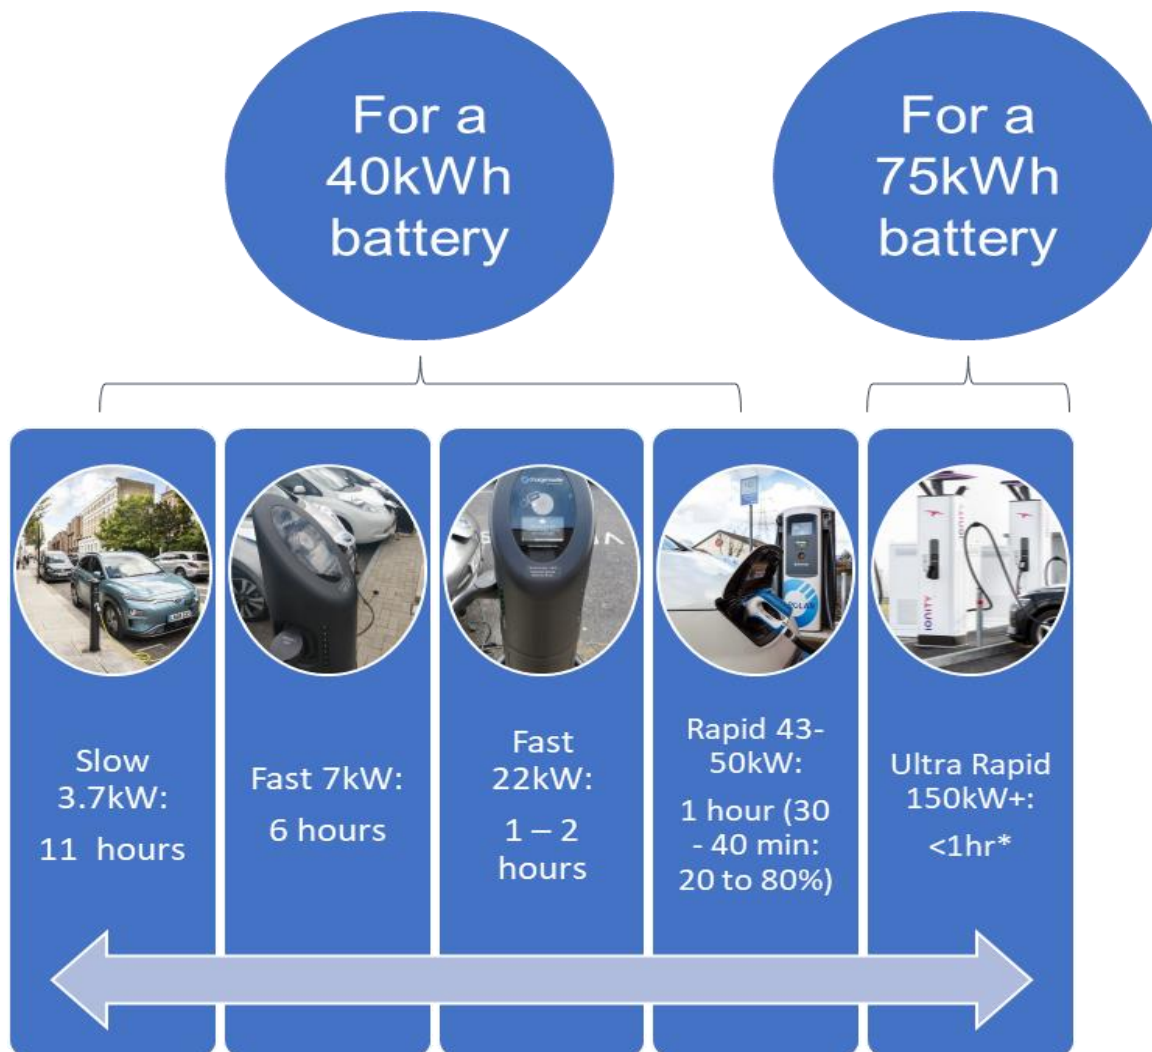 For a
40kWh
battery
For a
75kWh
battery
Slow
3.7kW:
11 hours
Fast 7kW:
6 hours
Fast
22kW:
1 – 2
hours
Rapid 43-
50kW:
1 hour (30
- 40 min:
20 to 80%)
Ultra Rapid
150kW+:
<1hr*
IONITY